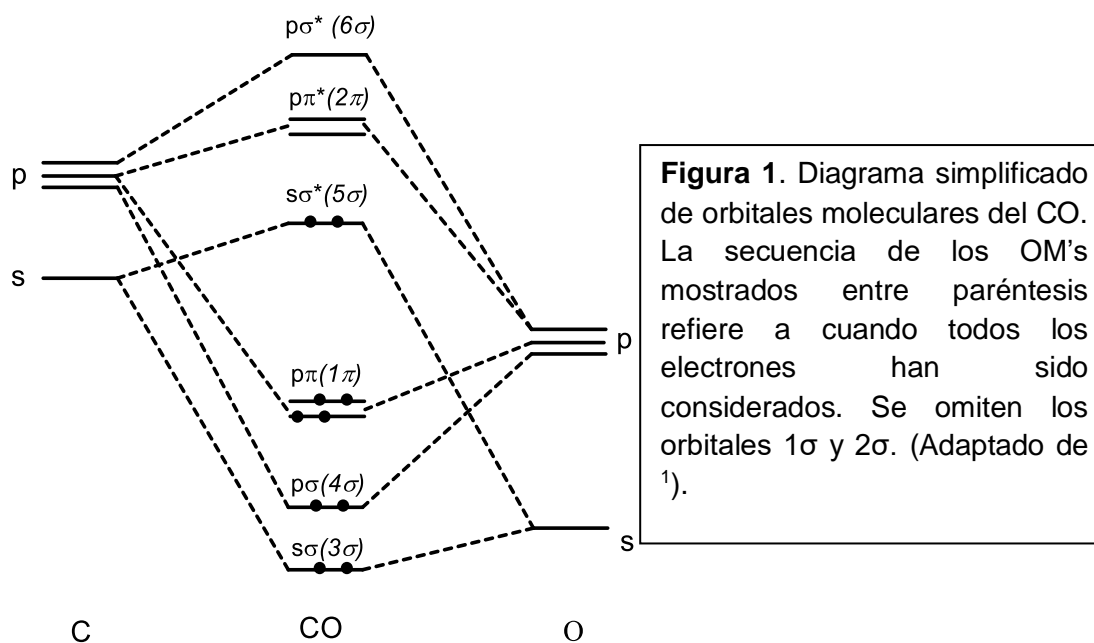 pσ* (6σ)
pπ*(2π)
p
sσ*(5σ)
s
p
pπ(1π)
pσ(4σ)
s
sσ(3σ)
C
CO
O
Figura 1. Diagrama simplificado
de orbitales moleculares del CO.
La secuencia de los OM’s
mostrados entre paréntesis
refiere a cuando todos los
electrones han sido
considerados. Se omiten los
orbitales 1σ y 2σ. (Adaptado de
¹).